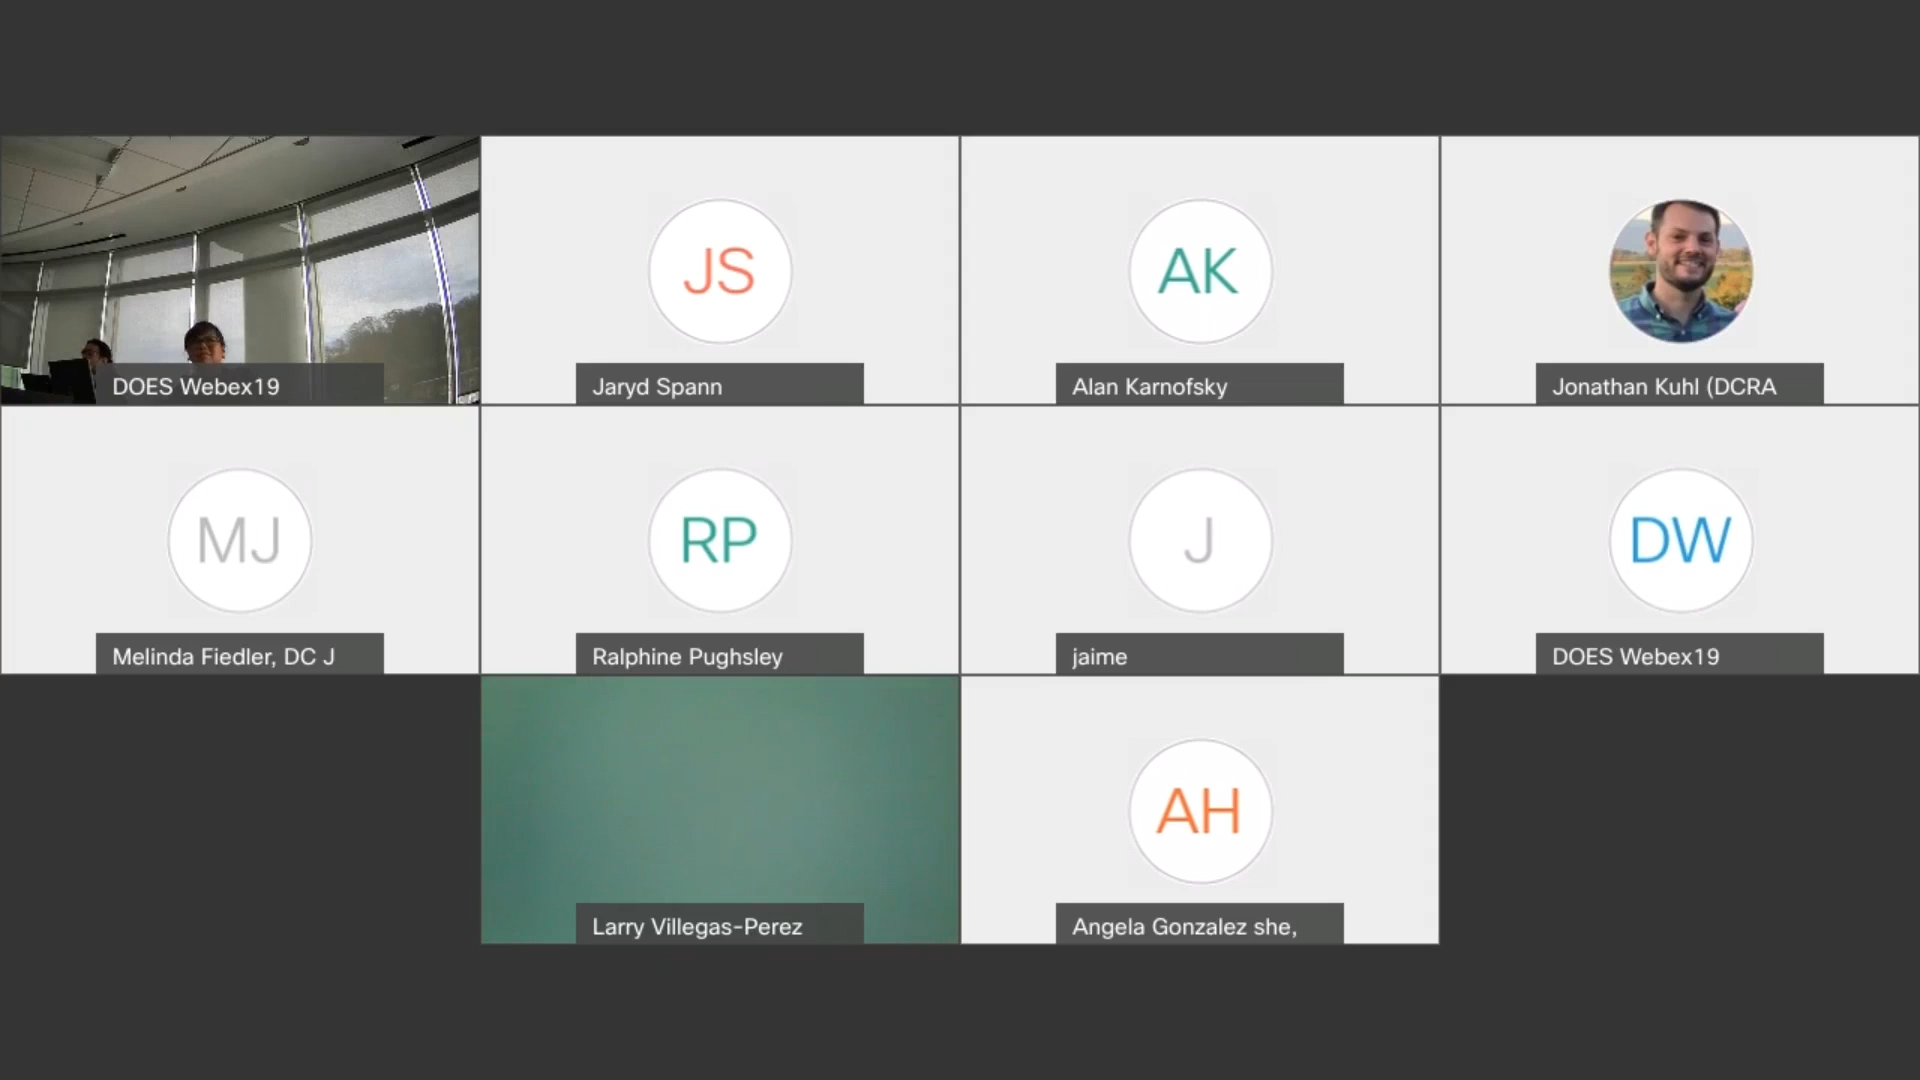 DOES Webex19
JS
Jaryd Spann
AK
Alan Karnofsky
Jonathan Kuhl (DCRA
MJ
Melinda Fiedler, DC J
RP
Ralphine Pughsley
J
jaime
DW
DOES Webex19
Larry Villegas-Perez
AH
Angela Gonzalez she,